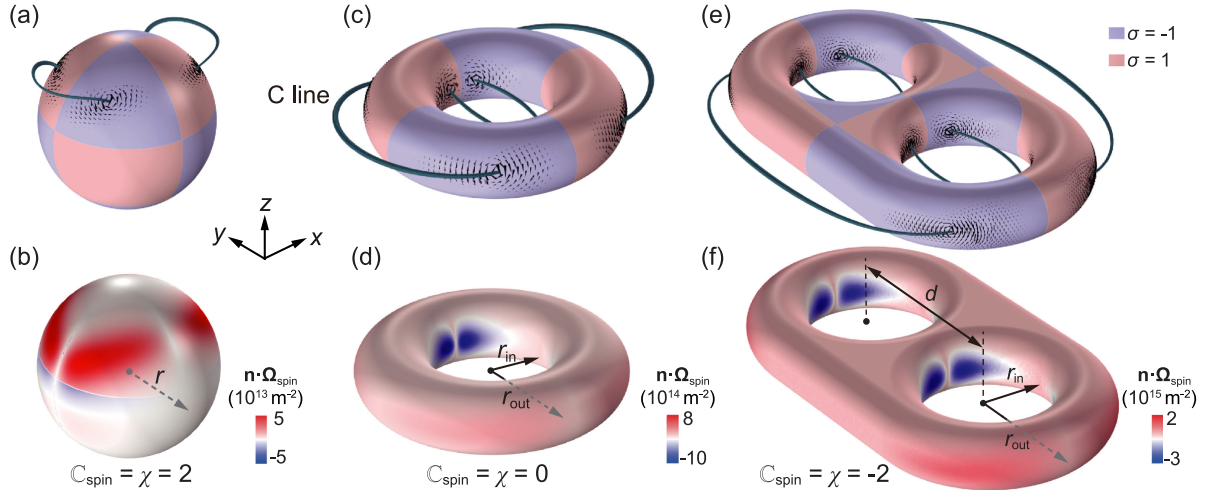 (a)
(c)
(e)
σ = -1
σ = 1
C line
z
y
x
(b)
(d)
(f)
d
r
r_in
r_out
r_in
r_out
n·Ω_spin
(10^13 m^-2)
5
-5
n·Ω_spin
(10^14 m^-2)
8
-10
n·Ω_spin
(10^15 m^-2)
2
-3
ℂ_spin = χ = 2
ℂ_spin = χ = 0
ℂ_spin = χ = -2